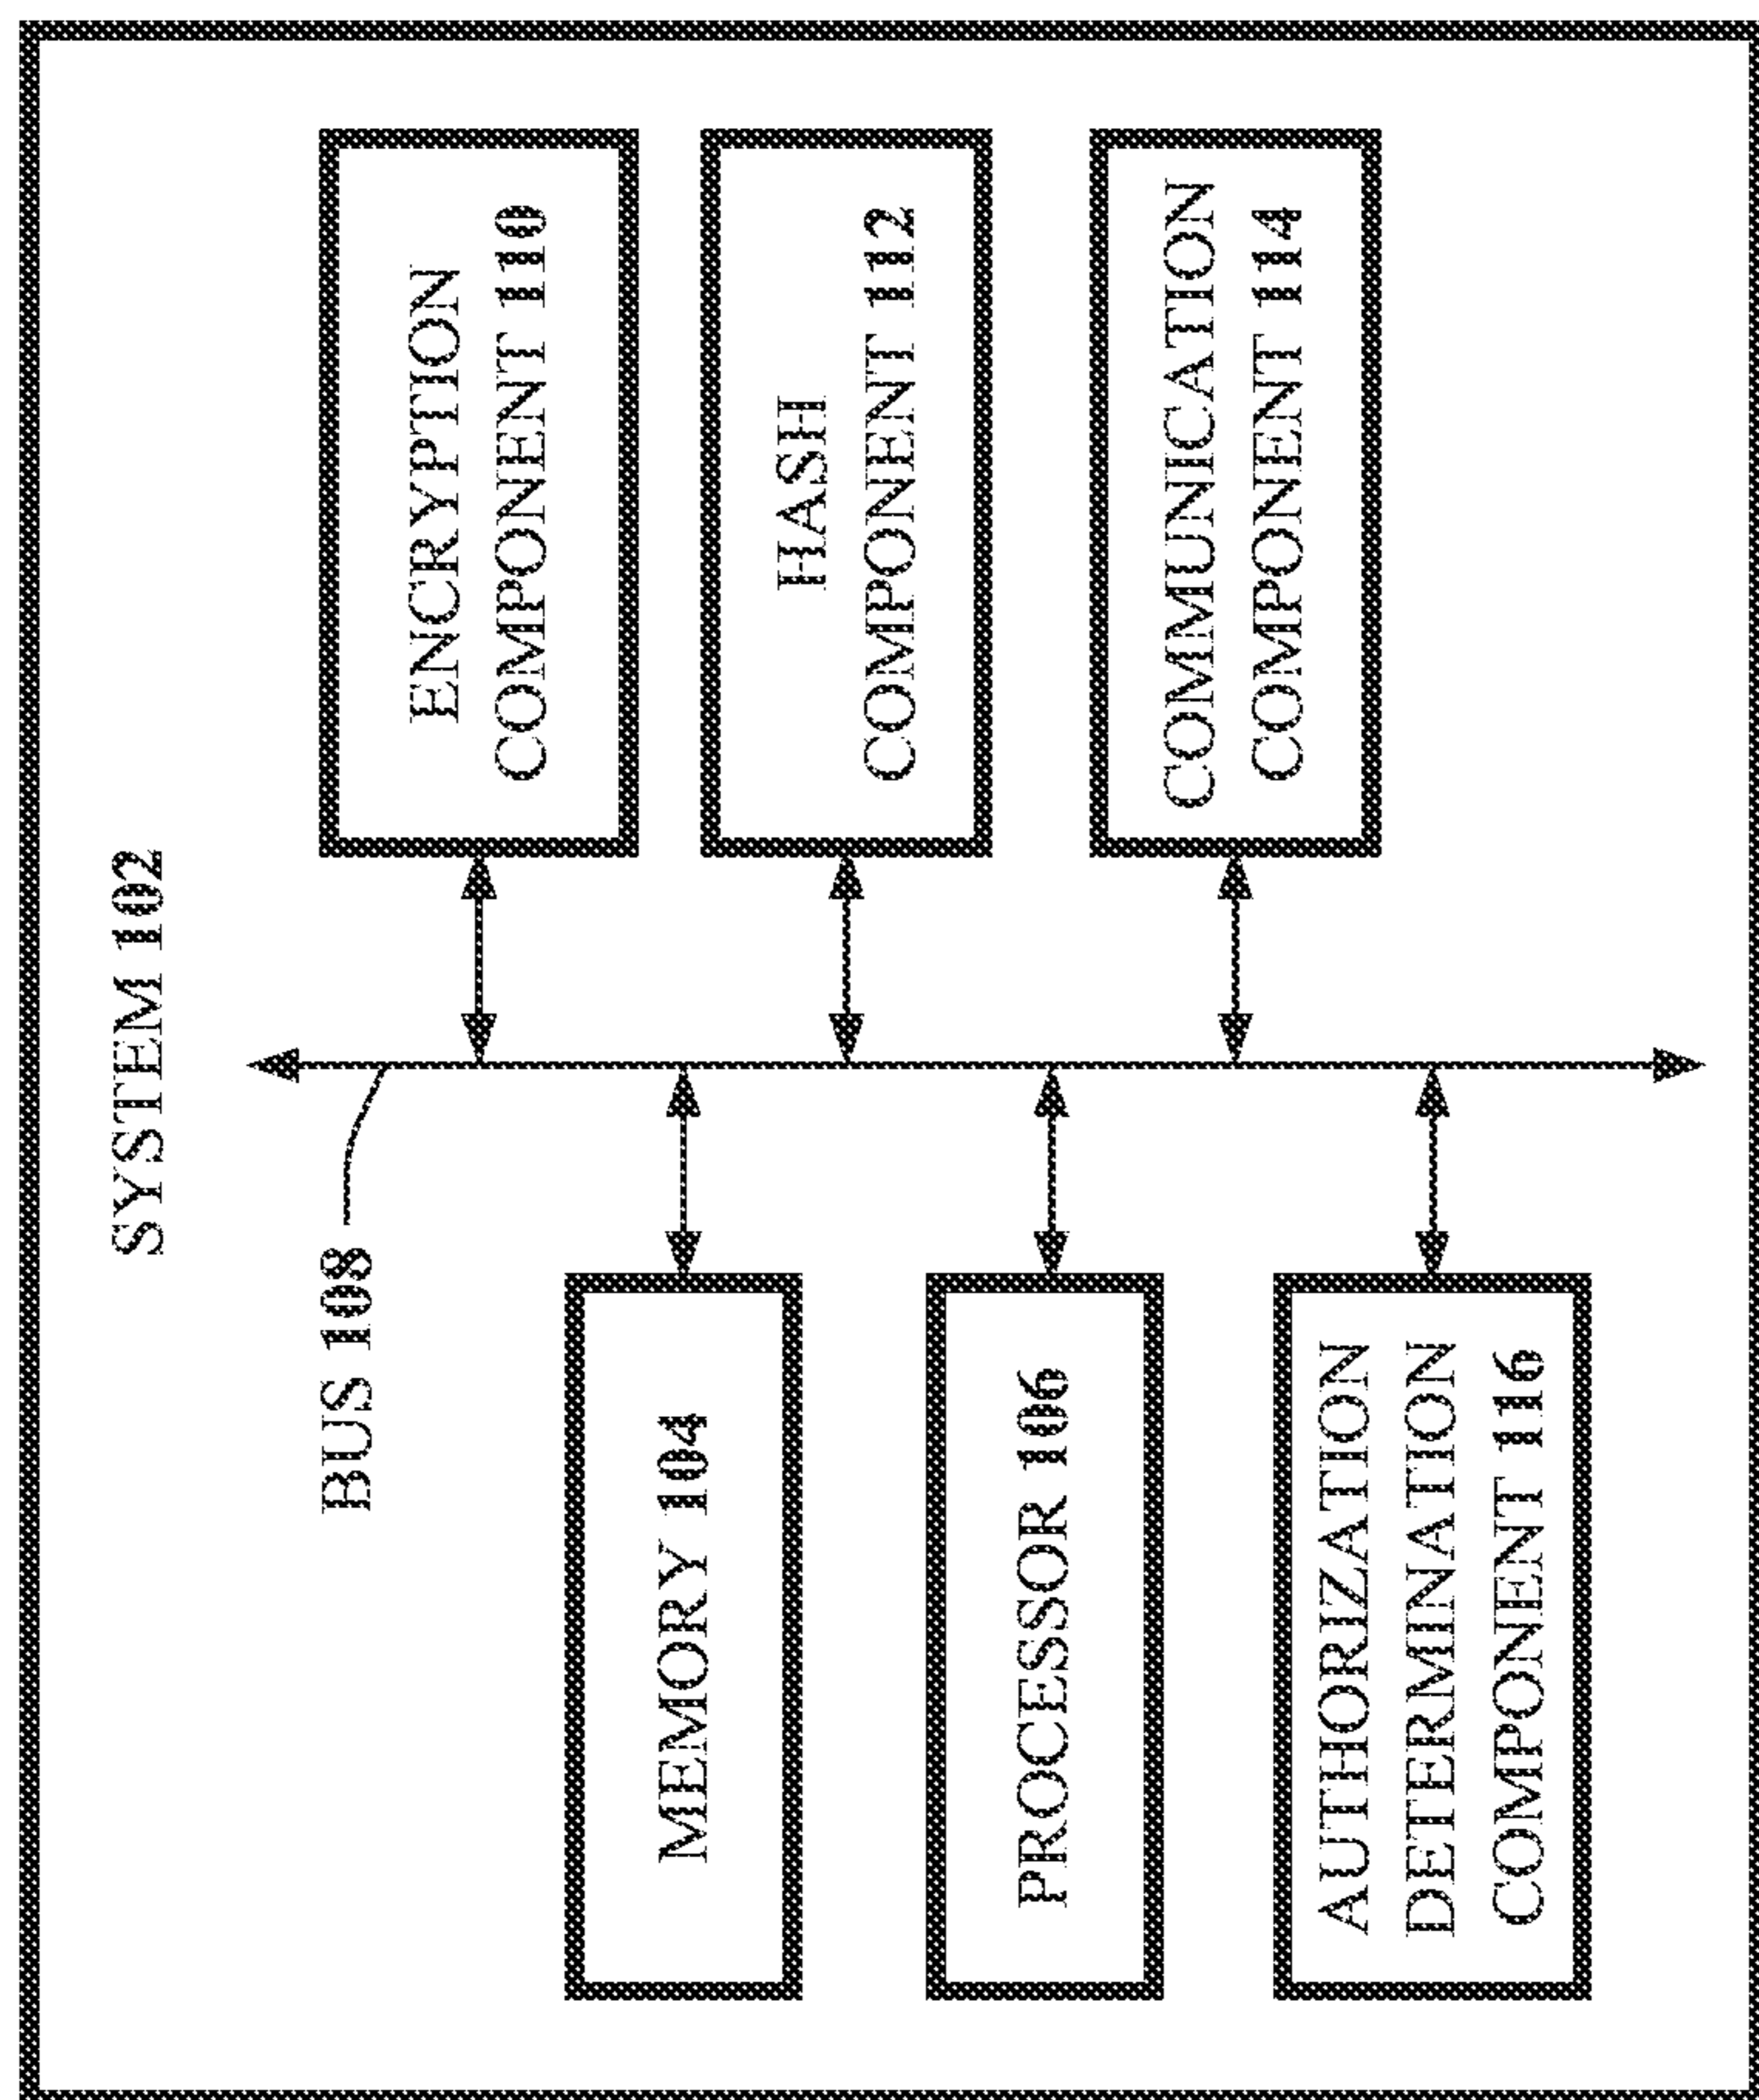 SYSTEM 102
BUS 108
MEMORY 104
PROCESSOR 106
AUTHORIZATION
DETERMINATION
COMPONENT 116
ENCRYPTION
COMPONENT 110
HASH
COMPONENT 112
COMMUNICATION
COMPONENT 114